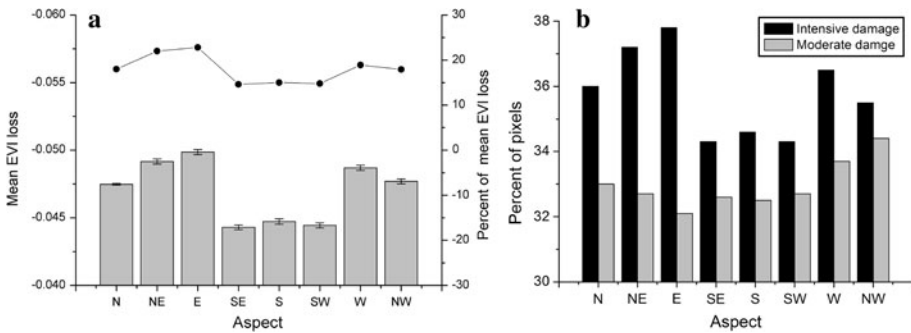 a
Mean EVI loss
-0.060
-0.055
-0.050
-0.045
-0.040
30
20
10
0
-10
-20
-30
Percent of mean EVI loss
N NE E SE S SW W NW
Aspect
b
Intensive damage
Moderate damge
Percent of pixels
38
36
34
32
30
N NE E SE S SW W NW
Aspect